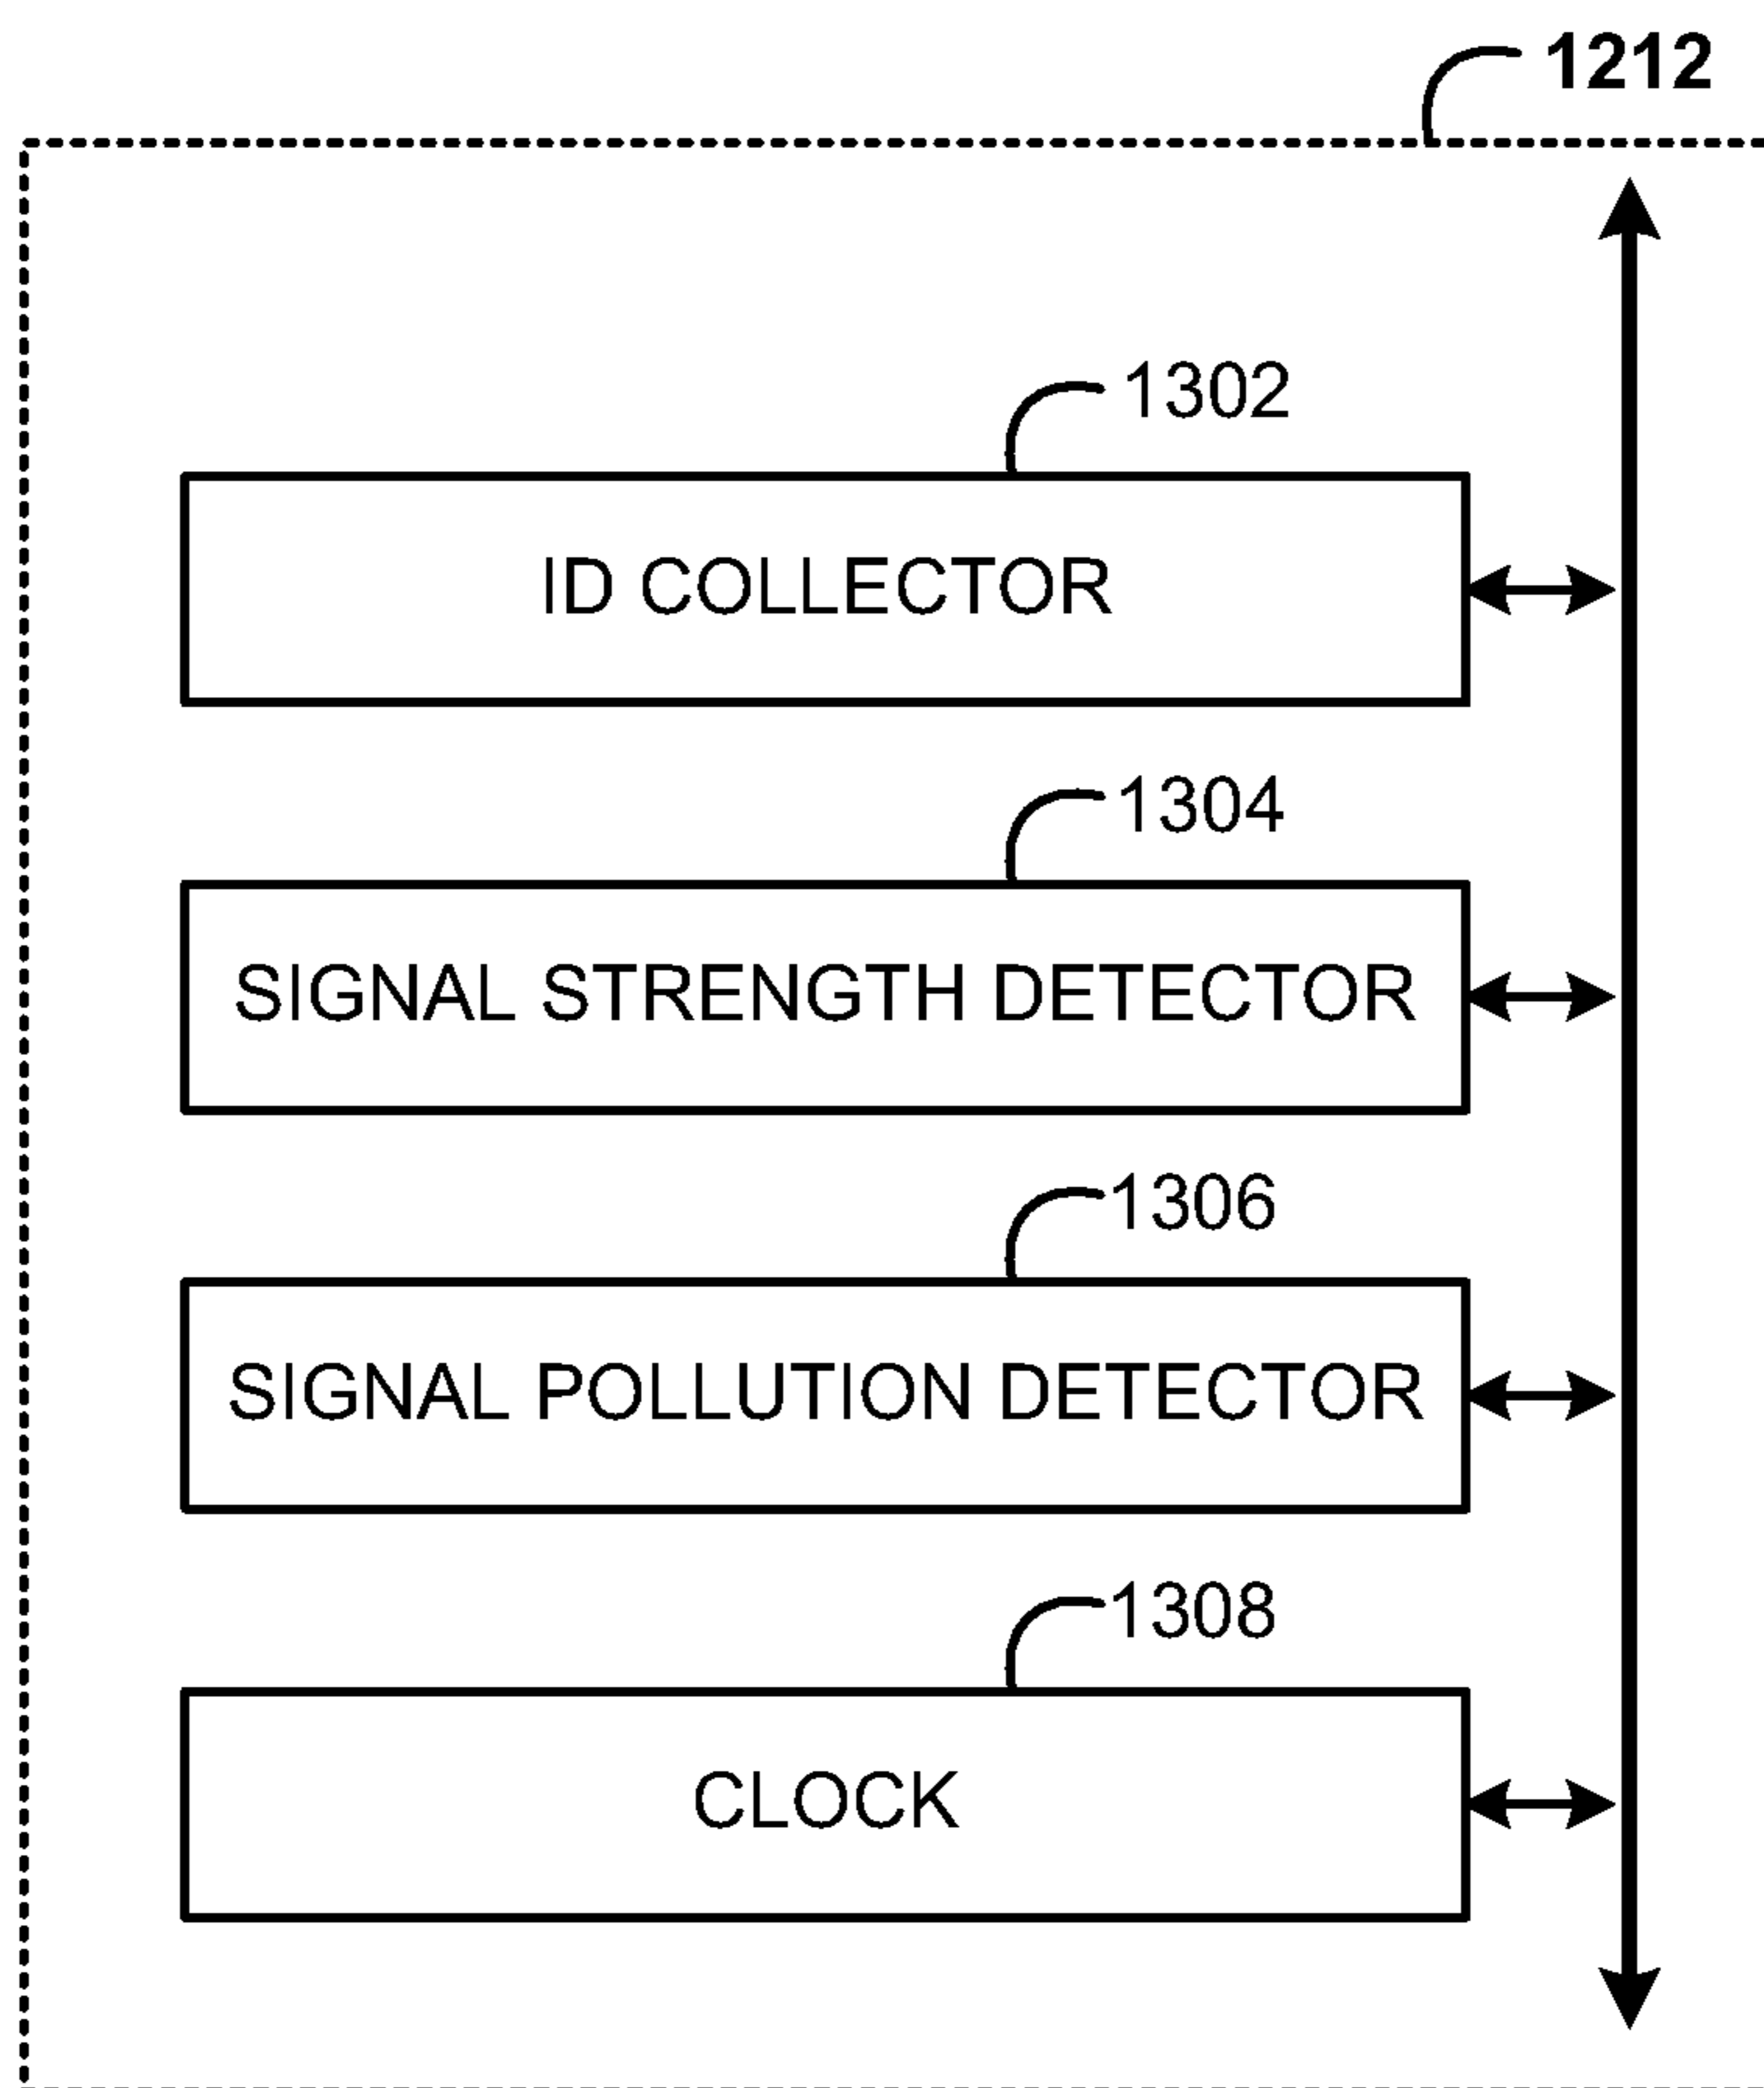 1212
1302
ID COLLECTOR
1304
SIGNAL STRENGTH DETECTOR
1306
SIGNAL POLLUTION DETECTOR
1308
CLOCK